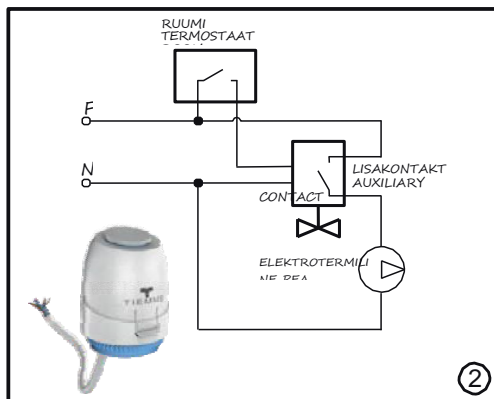 RUUMI
TERMOSTAAT
F
N
LISAKONTAKT
AUXILIARY
CONTACT
ELEKTROTERMILI
TIEMME
2